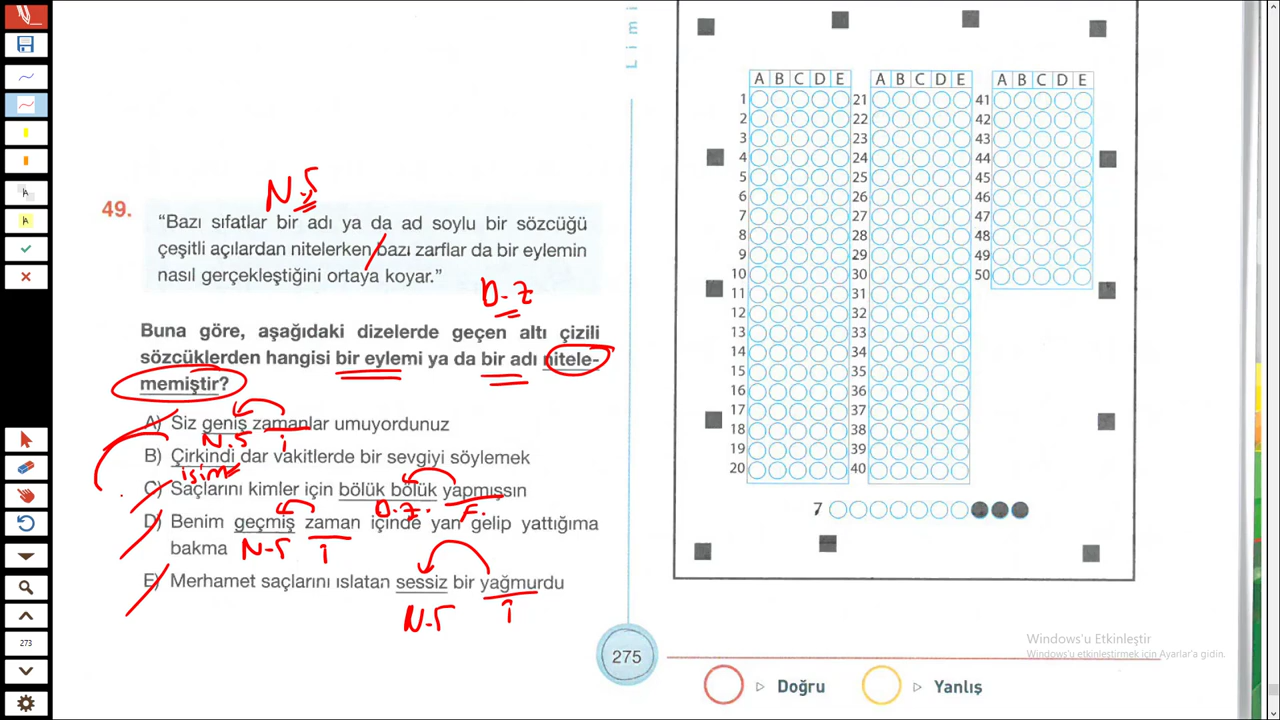 Limi
N.S
49.
"Bazı sıfatlar bir adı ya da ad soylu bir sözcüğü
çeşitli açılardan nitelerken bazı zarflar da bir eylemin
nasıl gerçekleştiğini ortaya koyar."
D.Z
Buna göre, aşağıdaki dizelerde geçen altı çizili
sözcüklerden hangisi bir eylemi ya da bir adı nitele-
memiştir?
A) Siz geniş zamanlar umuyordunuz
N.S i
B) Çirkindi dar vakitlerde bir sevgiyi söylemek
isim
C) Saçlarını kimler için bölük bölük yapmışsın
D.Z. F.
D) Benim geçmiş zaman içinde yan gelip yattığıma
bakma
N-S i
E) Merhamet saçlarını ıslatan sessiz bir yağmurdu
N-S i
A B C D E A B C D E A B C D E
1 21 41
2 22 42
3 23 43
4 24 44
5 25 45
6 26 46
7 27 47
8 28 48
9 29 49
10 30 50
11 31
12 32
13 33
14 34
15 35
16 36
17 37
18 38
19 39
20 40
7
275
Doğru Yanlış
Windows'u Etkinleştir
Windows'u etkinleştirmek için Ayarlar'a gidin.
A
A
273